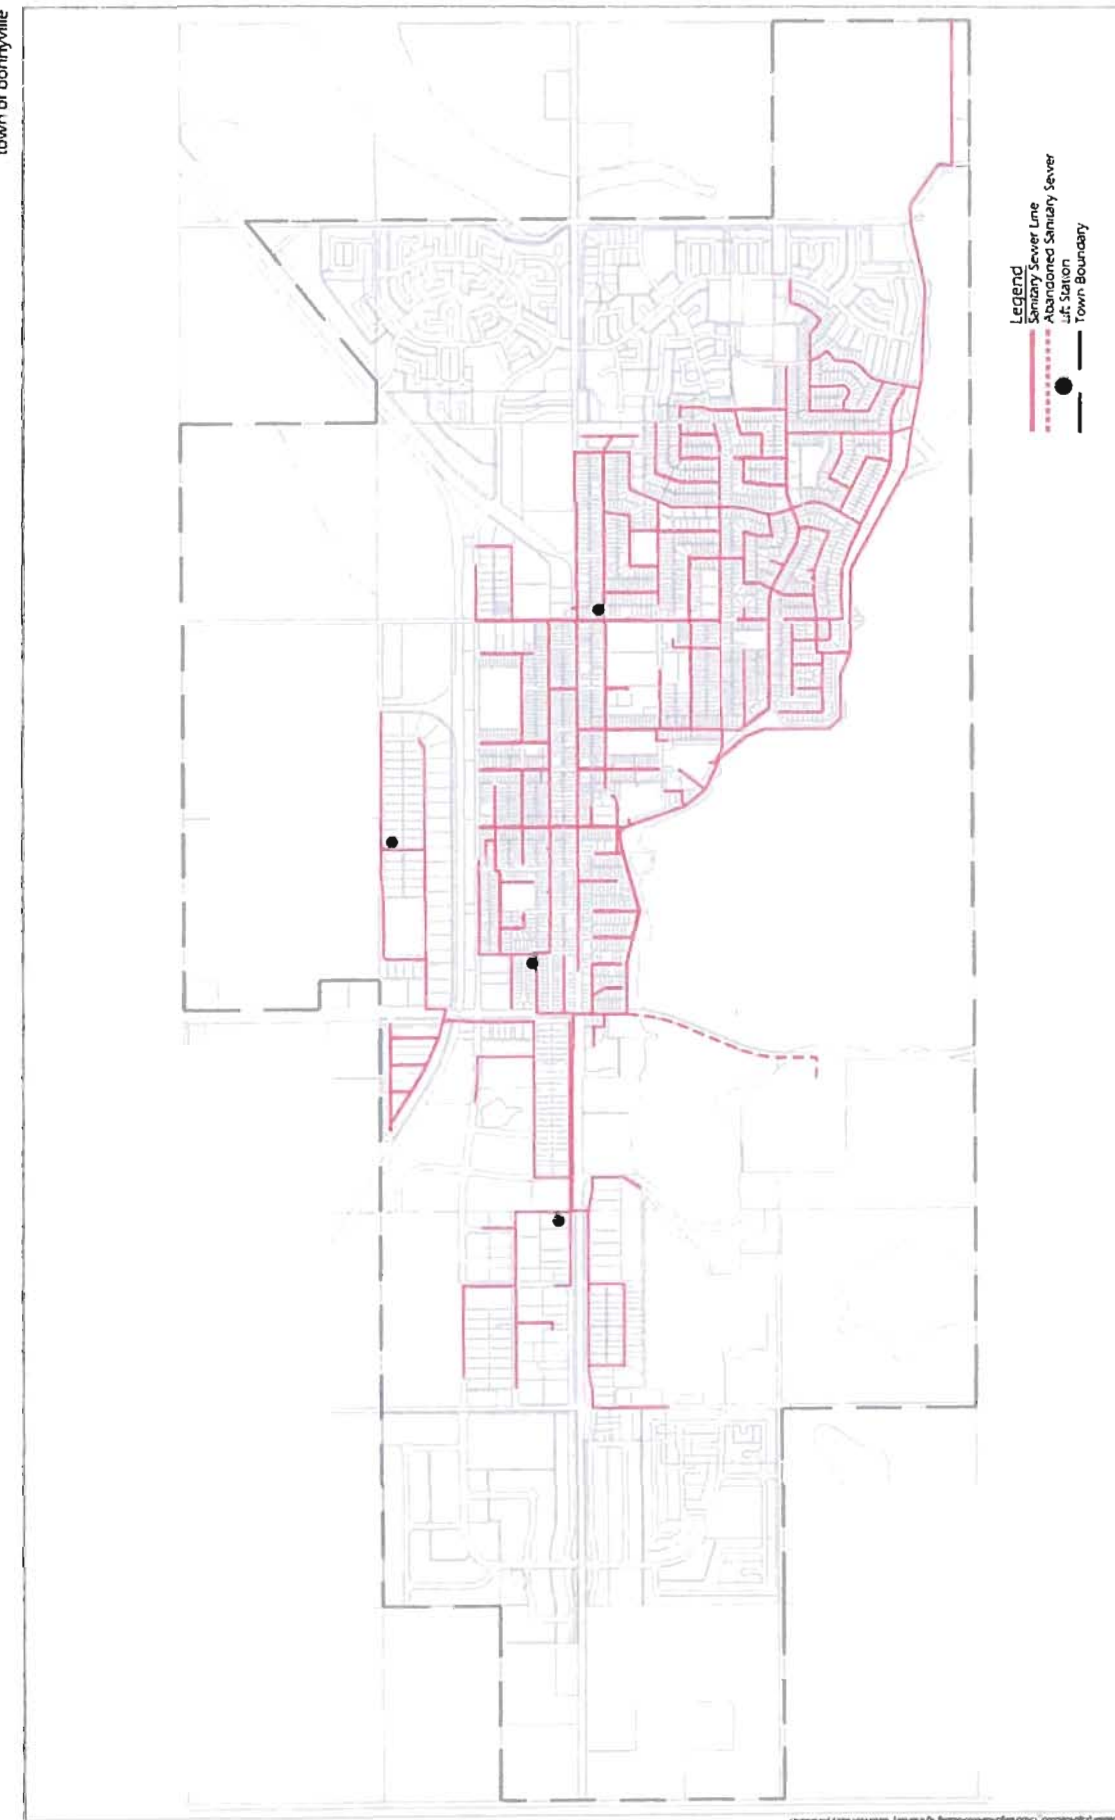 town of bonnyville
Legend
Sanitary Sewer Line
Abandoned Sanitary Sewer
Lift Station
Town Boundary